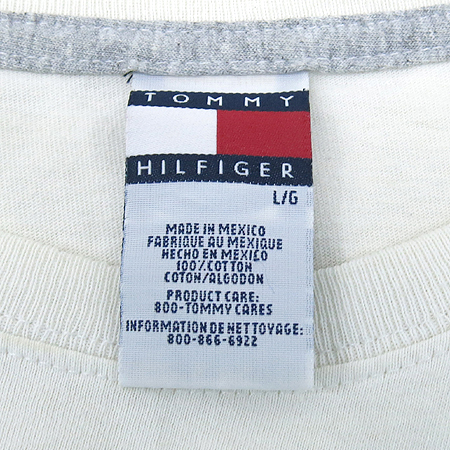 TOMMY
HILFIGER
L/G
MADE IN MEXICO
FABRIQUE AU MEXIQUE
HECHO EN MEXICO
100% COTTON
COTON/ALGODON
PRODUCT CARE:
800-TOMMY CARES
INFORMATION DE NETTOYAGE:
800-866-6922